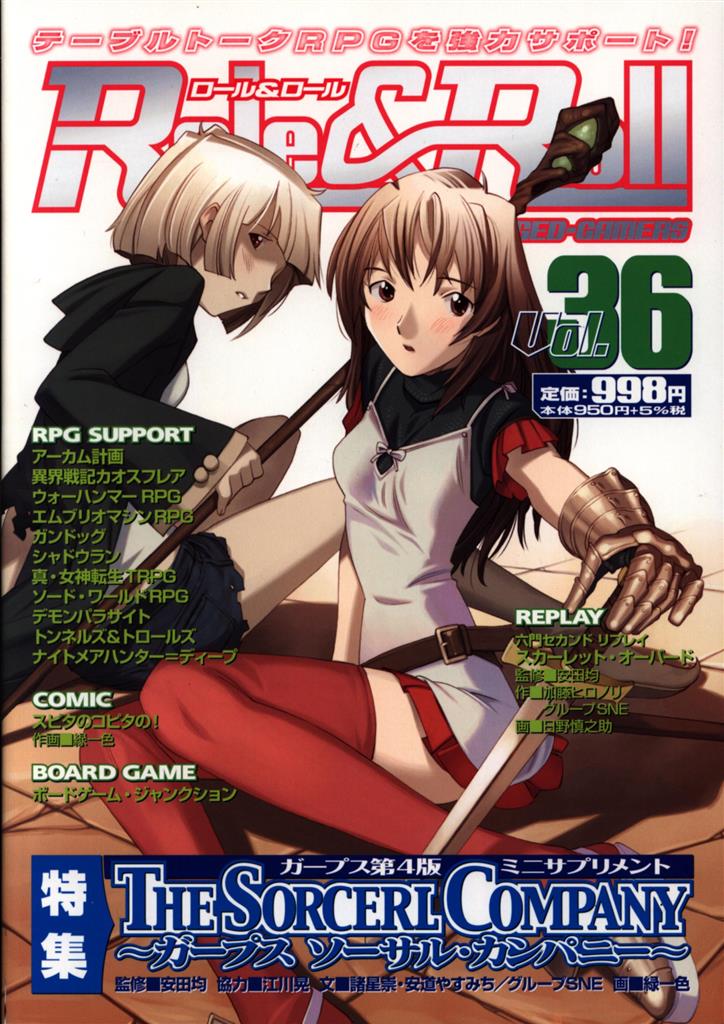 テーブルトークRPGを強力サポート!
Role&Roll
ロール&ロール
GED-GAMERS
Vol.36
定価:998円
本体950円+5%税
RPG SUPPORT
アーカム計画
異界戦記カオスフレア
ウォーハンマーRPG
エムブリオマシンRPG
ガンドッグ
シャドウラン
真・女神転生TRPG
ソード・ワールドRPG
デモンパラサイト
トンネルズ&トロールズ
ナイトメアハンター=ディープ
COMIC
スピタのコピタの!
作画■緑一色
BOARD GAME
ボードゲーム・ジャンクション
REPLAY
六門セカンド リプレイ
スカーレット・オーバード
監修■安田均
作■加藤ヒロノリ
グループSNE
画■日野慎之助
特集
ガープス第4版 ミニサプリメント
THE SORCERL COMPANY
〜ガープス ソーサル・カンパニー〜
監修■安田均 協力■江川晃 文■諸星崇・安道やすみち/グループSNE 画■緑一色